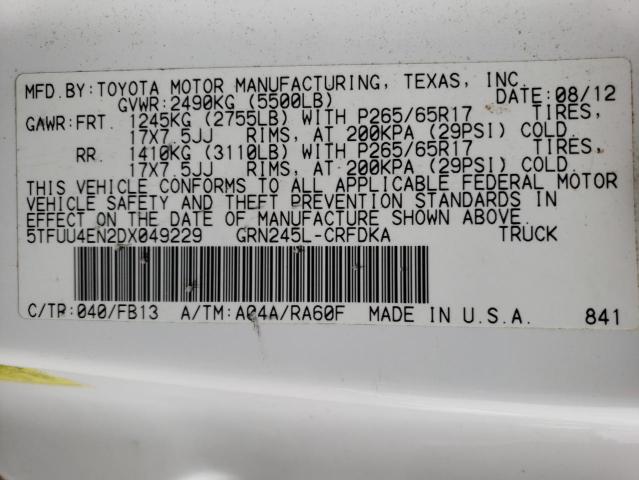 MFD.BY:TOYOTA MOTOR MANUFACTURING, TEXAS, INC.
GVWR:2490KG (5500LB) DATE:08/12
GAWR:FRT. 1245KG (2755LB) WITH P265/65R17 TIRES,
17X7.5JJ RIMS, AT 200KPA (29PSI) COLD.
RR. 1410KG (3110LB) WITH P265/65R17 TIRES,
17X7.5JJ RIMS, AT 200KPA (29PSI) COLD.
THIS VEHICLE CONFORMS TO ALL APPLICABLE FEDERAL MOTOR
VEHICLE SAFETY AND THEFT PREVENTION STANDARDS IN
EFFECT ON THE DATE OF MANUFACTURE SHOWN ABOVE.
5TFUU4EN2DX049229 GRN245L-CRFDKA TRUCK
C/TR:040/FB13 A/TM:A04A/RA60F MADE IN U.S.A. 841